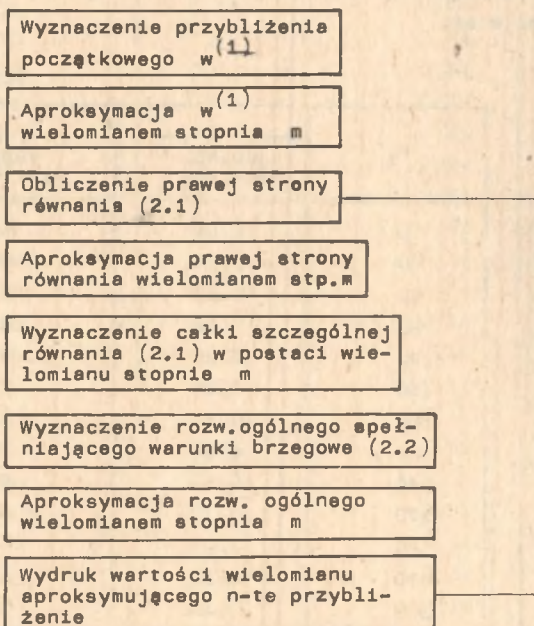 Wyznaczenie przybliżenia
początkowego w(1)
Aproksymacja w(1)
wielomianem stopnia m
Obliczenie prawej strony
równania (2.1)
Aproksymacja prawej strony
równania wielomianem stp.m
Wyznaczenie całki szczególnej
równania (2.1) w postaci wie-
lomianu stopnie m
Wyznaczenie rozw.ogólnego speł-
niającego warunki brzegowe (2.2)
Aproksymacja rozw. ogólnego
wielomianem stopnia m
Wydruk wartości wielomianu
aproksymującego n-te przybli-
żenie